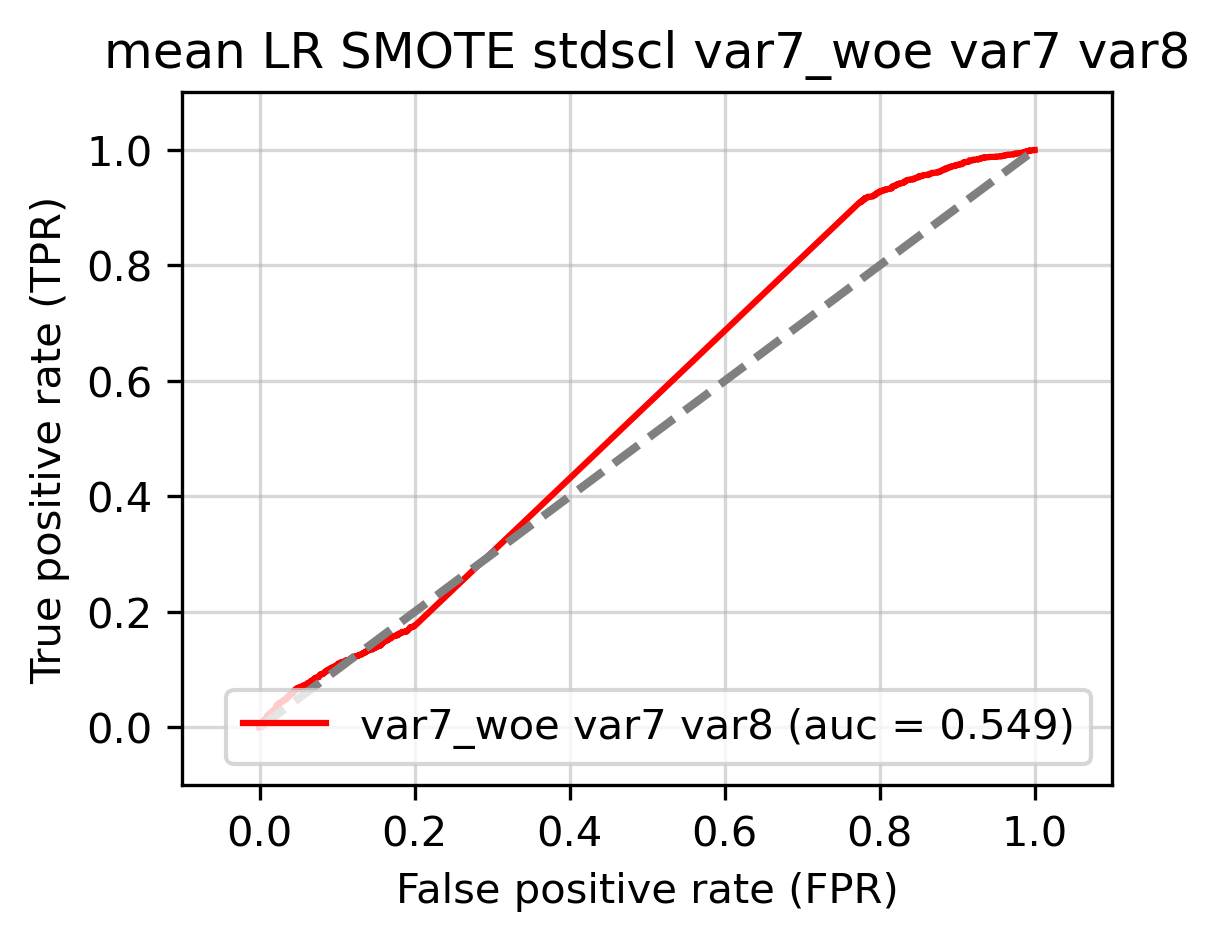 mean LR SMOTE stdscl var7_woe var7 var8
True positive rate (TPR)
1.0
0.8
0.6
0.4
0.2
0.0
var7_woe var7 var8 (auc = 0.549)
0.0 0.2 0.4 0.6 0.8 1.0
False positive rate (FPR)